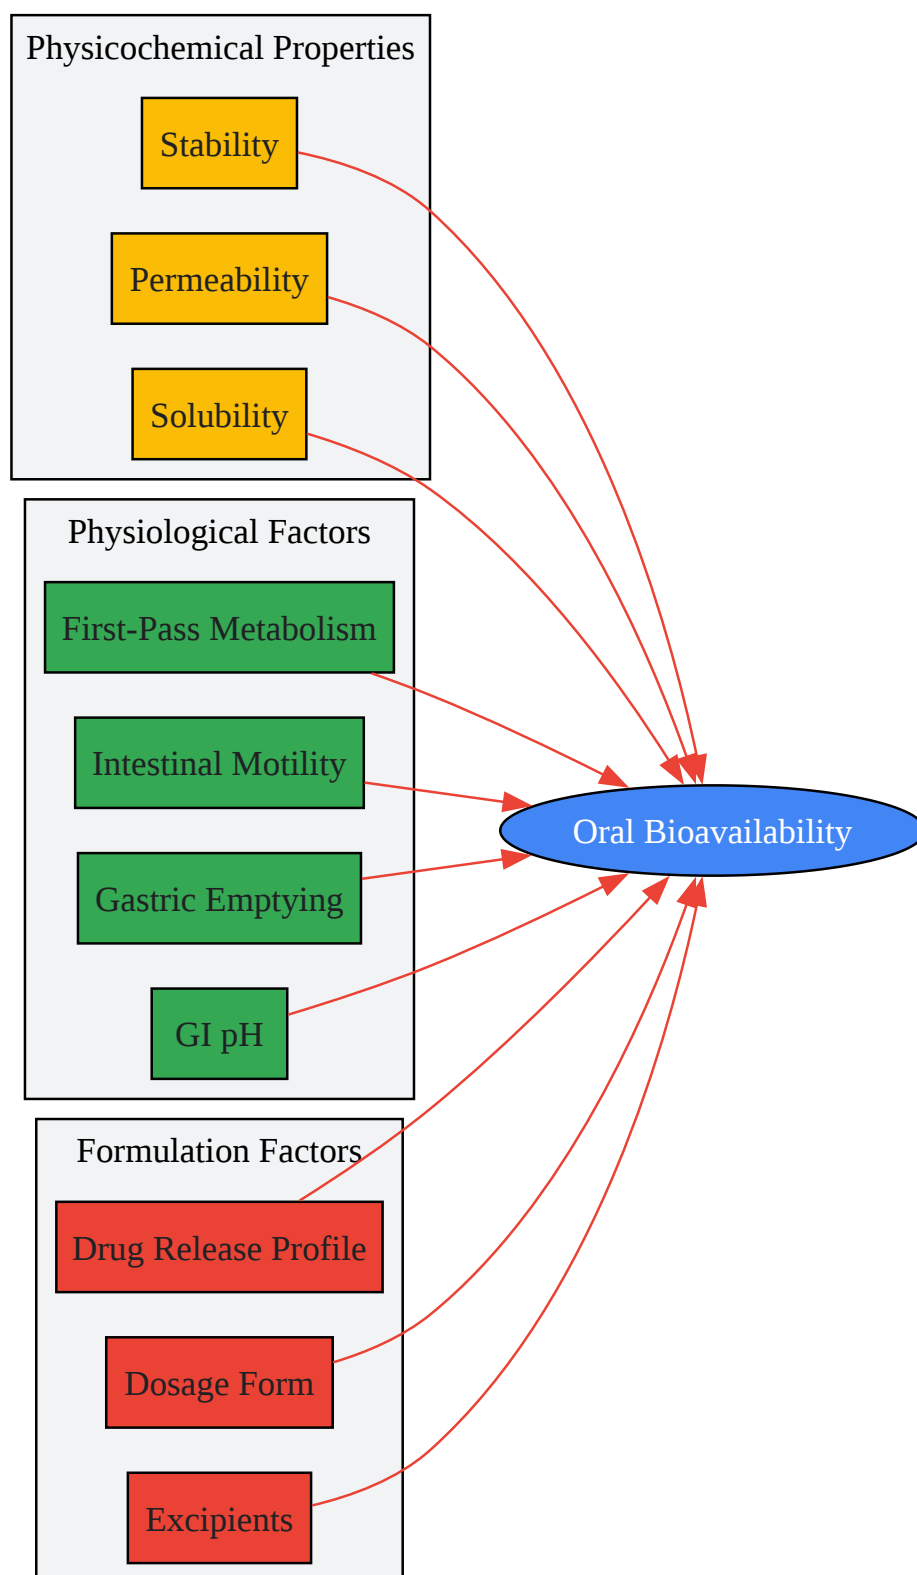 Physicochemical Properties
Stability
Permeability
Solubility
Physiological Factors
First-Pass Metabolism
Intestinal Motility
Oral Bioavailability
Gastric Emptying
GI pH
Formulation Factors
Drug Release Profile
Dosage Form
Excipients